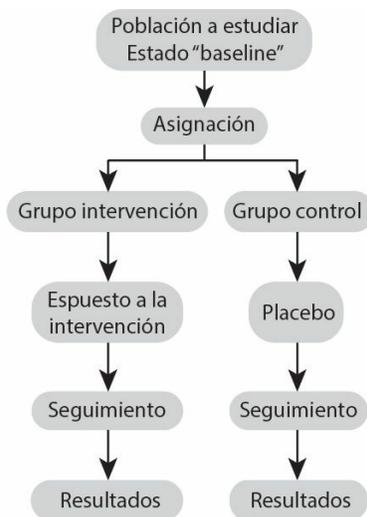 Población a estudiar
Estado “baseline”
Asignación
Grupo intervención
Grupo control
Espuesto a la
intervención
Placebo
Seguimiento
Seguimiento
Resultados
Resultados